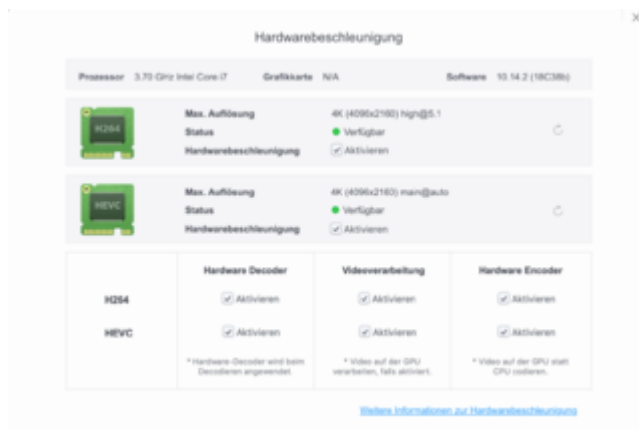 Hardwarebeschleunigung
Prozessor 3.70 GHz Intel Core i7 Grafikkarte N/A Software 10.14.2 (18C38b)
H264
Max. Auflösung 4K (4096x2160) high@5.1
Status Verfügbar
Hardwarebeschleunigung Aktivieren
HEVC
Max. Auflösung 4K (4096x2160) main@auto
Status Verfügbar
Hardwarebeschleunigung Aktivieren
Hardware Decoder Videoverarbeitung Hardware Encoder
H264 Aktivieren Aktivieren Aktivieren
HEVC Aktivieren Aktivieren Aktivieren
* Hardware-Decoder wird beim * Video auf der GPU * Video auf der GPU statt
Decodieren angewendet verarbeiten, falls aktiviert. CPU codieren.
Weitere Informationen zur Hardwarebeschleunigung